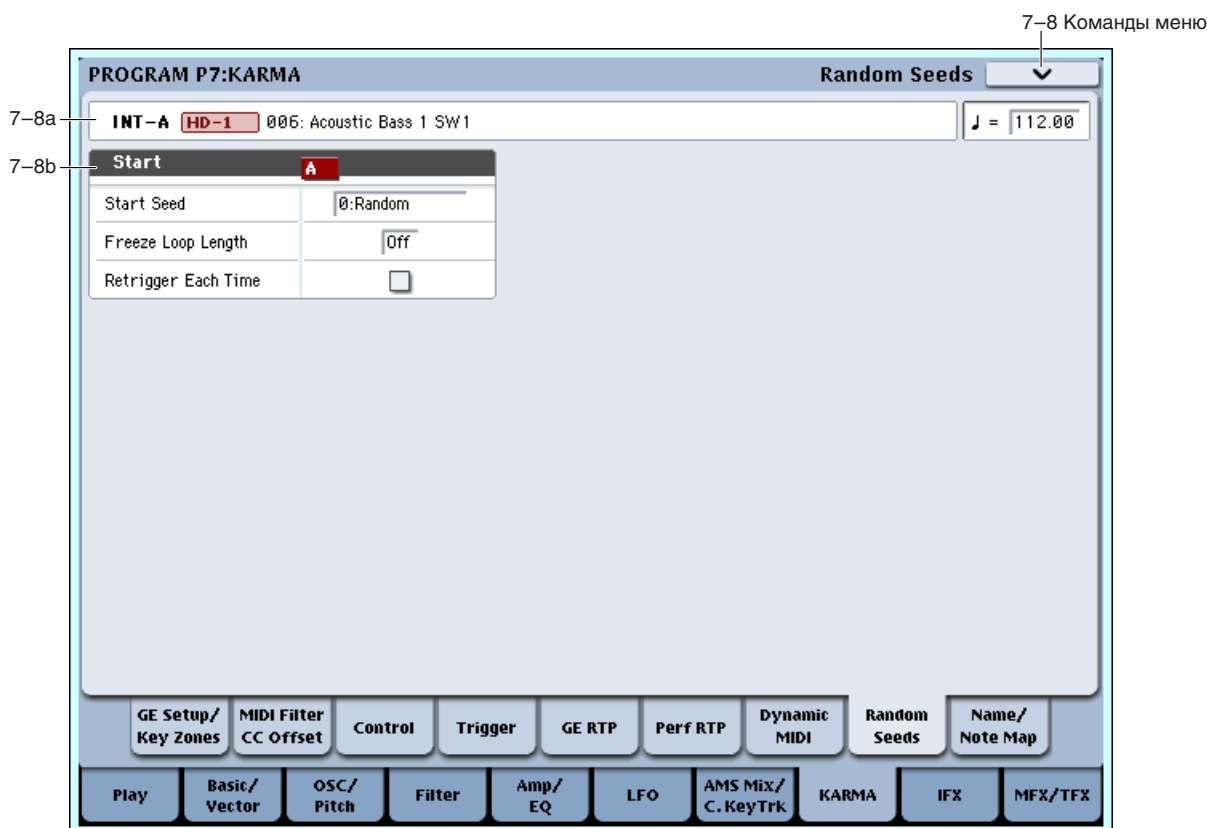 7–8 Команды меню
PROGRAM P7:KARMA
Random Seeds
7–8a
INT-A HD-1 006: Acoustic Bass 1 SW1
♩ = 112.00
7–8b
Start
A
Start Seed
0:Random
Freeze Loop Length
Off
Retrigger Each Time
GE Setup/
Key Zones
MIDI Filter
CC Offset
Control
Trigger
GE RTP
Perf RTP
Dynamic
MIDI
Random
Seeds
Name/
Note Map
Play
Basic/
Vector
OSC/
Pitch
Filter
Amp/
EQ
LFO
AMS Mix/
C.KeyTrk
KARMA
IFX
MFX/TFX